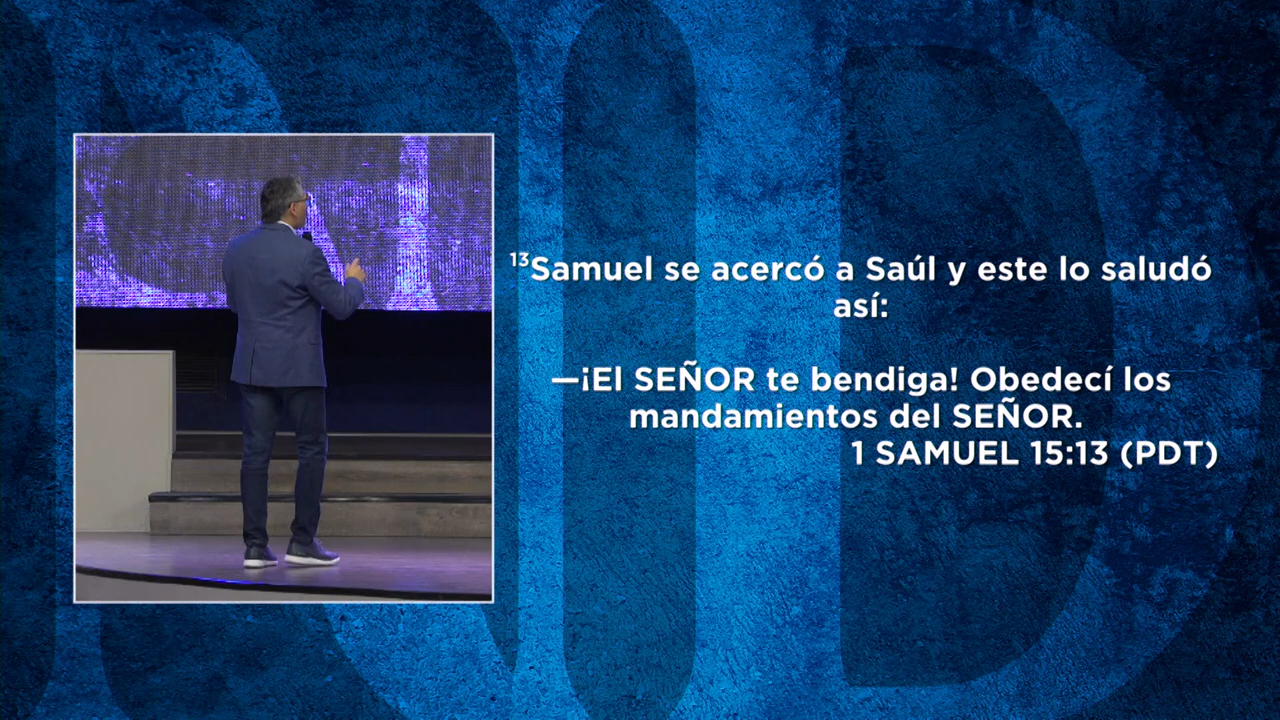 ¹³Samuel se acercó a Saúl y este lo saludó
así:
—¡El SEÑOR te bendiga! Obedecí los
mandamientos del SEÑOR.
1 SAMUEL 15:13 (PDT)